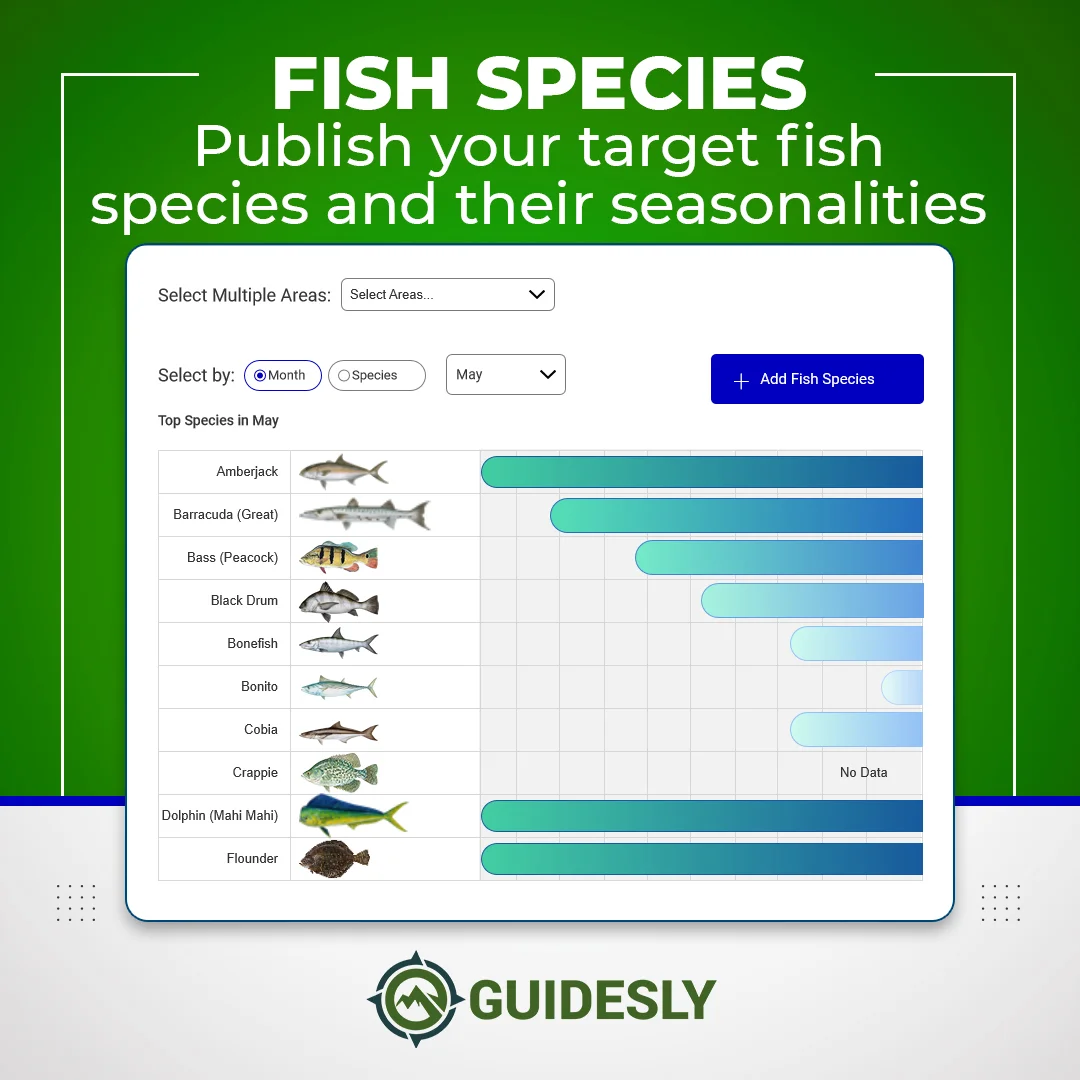 FISH SPECIES
Publish your target fish
species and their seasonalities
Select Multiple Areas: Select Areas...
Select by: Month Species May + Add Fish Species
Top Species in May
Amberjack
Barracuda (Great)
Bass (Peacock)
Black Drum
Bonefish
Bonito
Cobia
Crappie No Data
Dolphin (Mahi Mahi)
Flounder
GUIDESLY